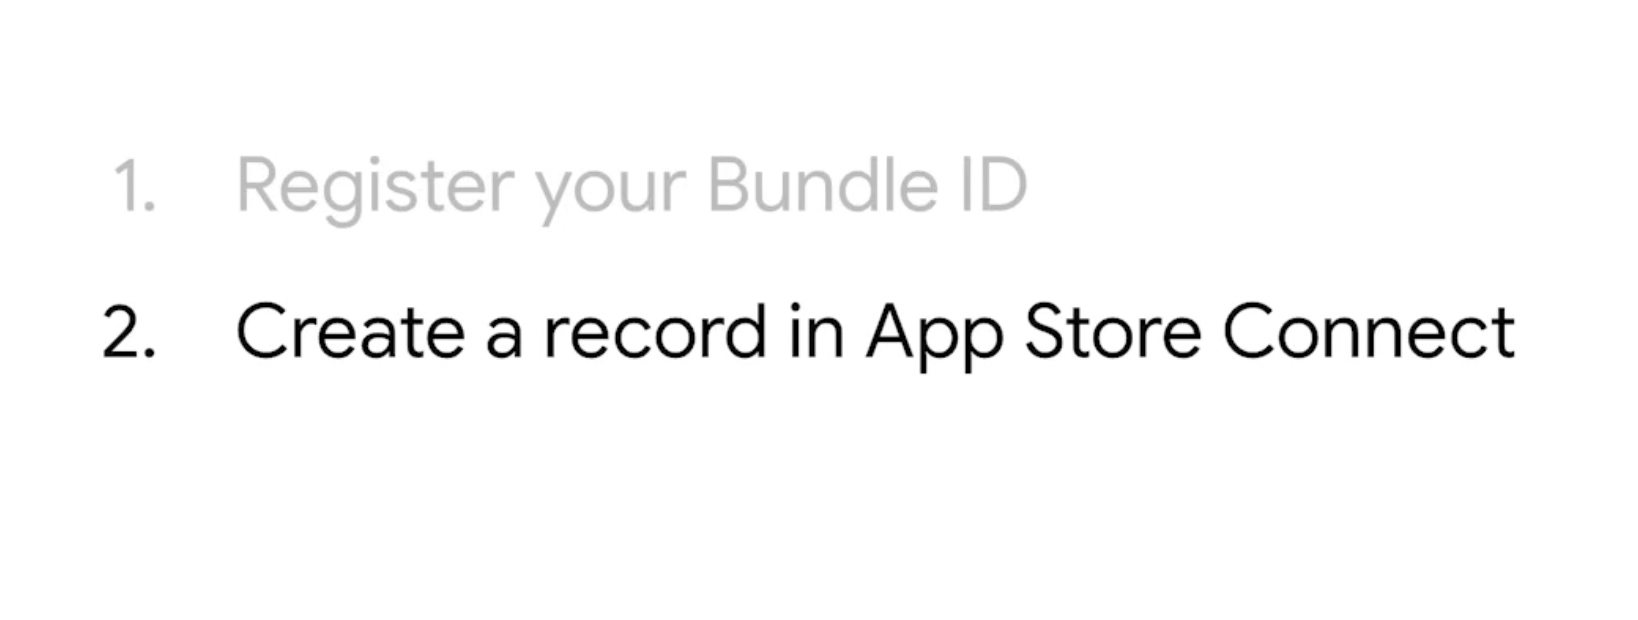 1. Register your Bundle ID
2. Create a record in App Store Connect